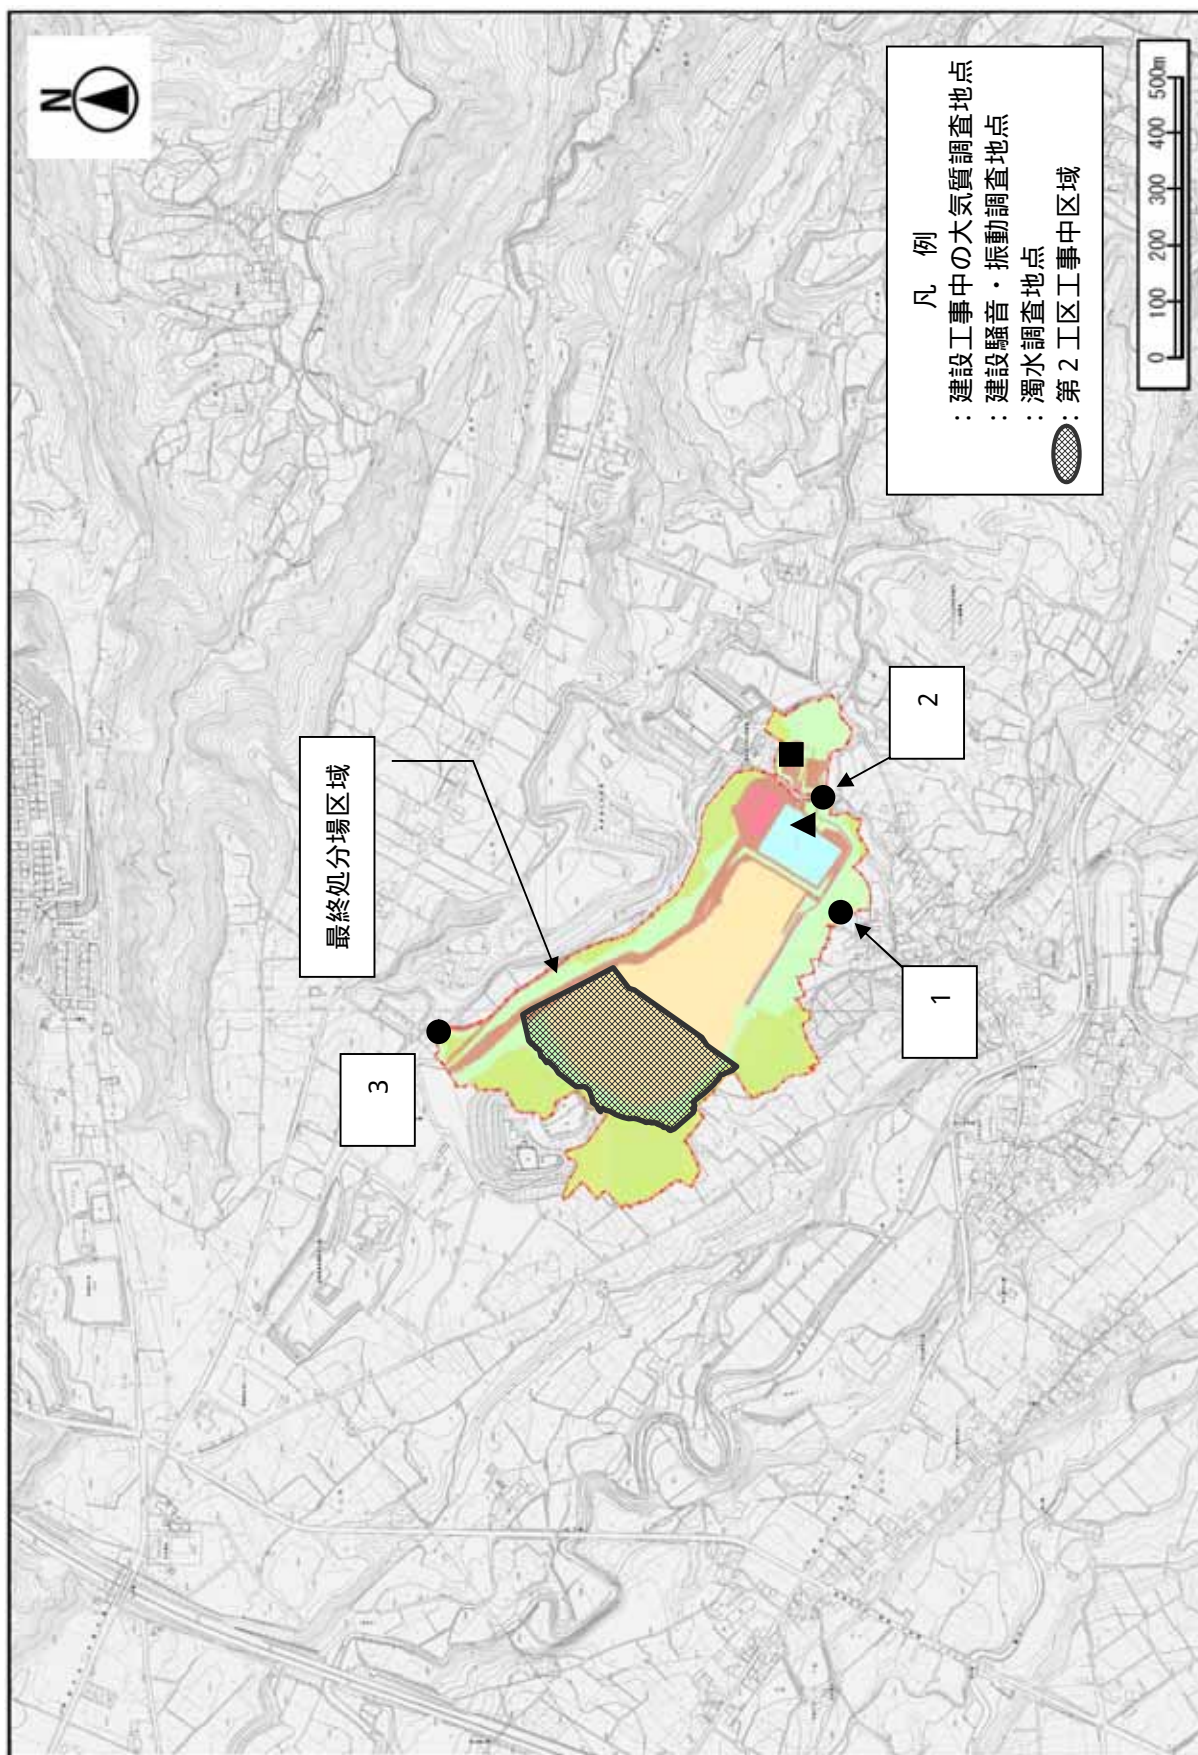 N
凡 例
：建設工事中の大気質調査地点
：建設騒音・振動調査地点
：濁水調査地点
：第２工区工事中区域
0 100 200 300 400 500m
最終処分場区域
3
1
2